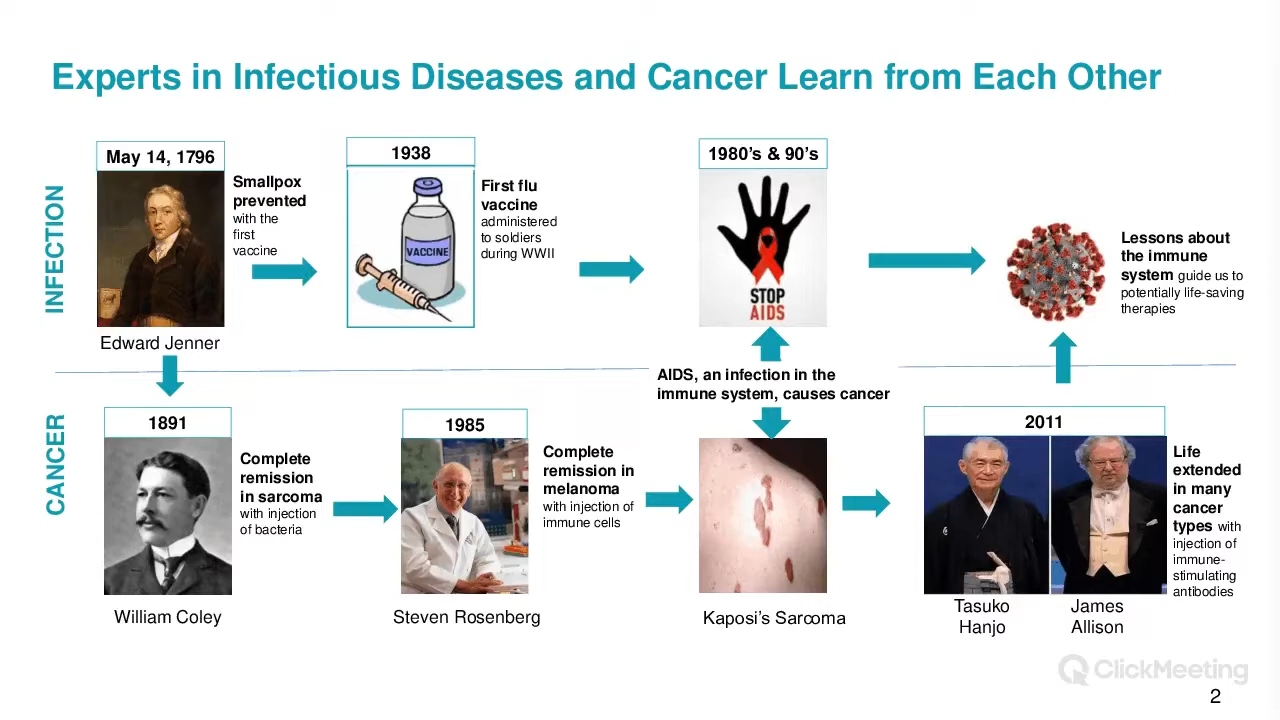 Experts in Infectious Diseases and Cancer Learn from Each Other
INFECTION
May 14, 1796
Smallpox
prevented
with the
first
vaccine
Edward Jenner
1938
VACCINE
First flu
vaccine
administered
to soldiers
during WWII
1980's & 90's
STOP
AIDS
Lessons about
the immune
system guide us to
potentially life-saving
therapies
AIDS, an infection in the
immune system, causes cancer
CANCER
1891
Complete
remission
in sarcoma
with injection
of bacteria
William Coley
1985
Complete
remission in
melanoma
with injection of
immune cells
Steven Rosenberg
Kaposi's Sarcoma
2011
Life
extended
in many
cancer
types with
injection of
immune-
stimulating
antibodies
Tasuko
Hanjo
James
Allison
ClickMeeting
2